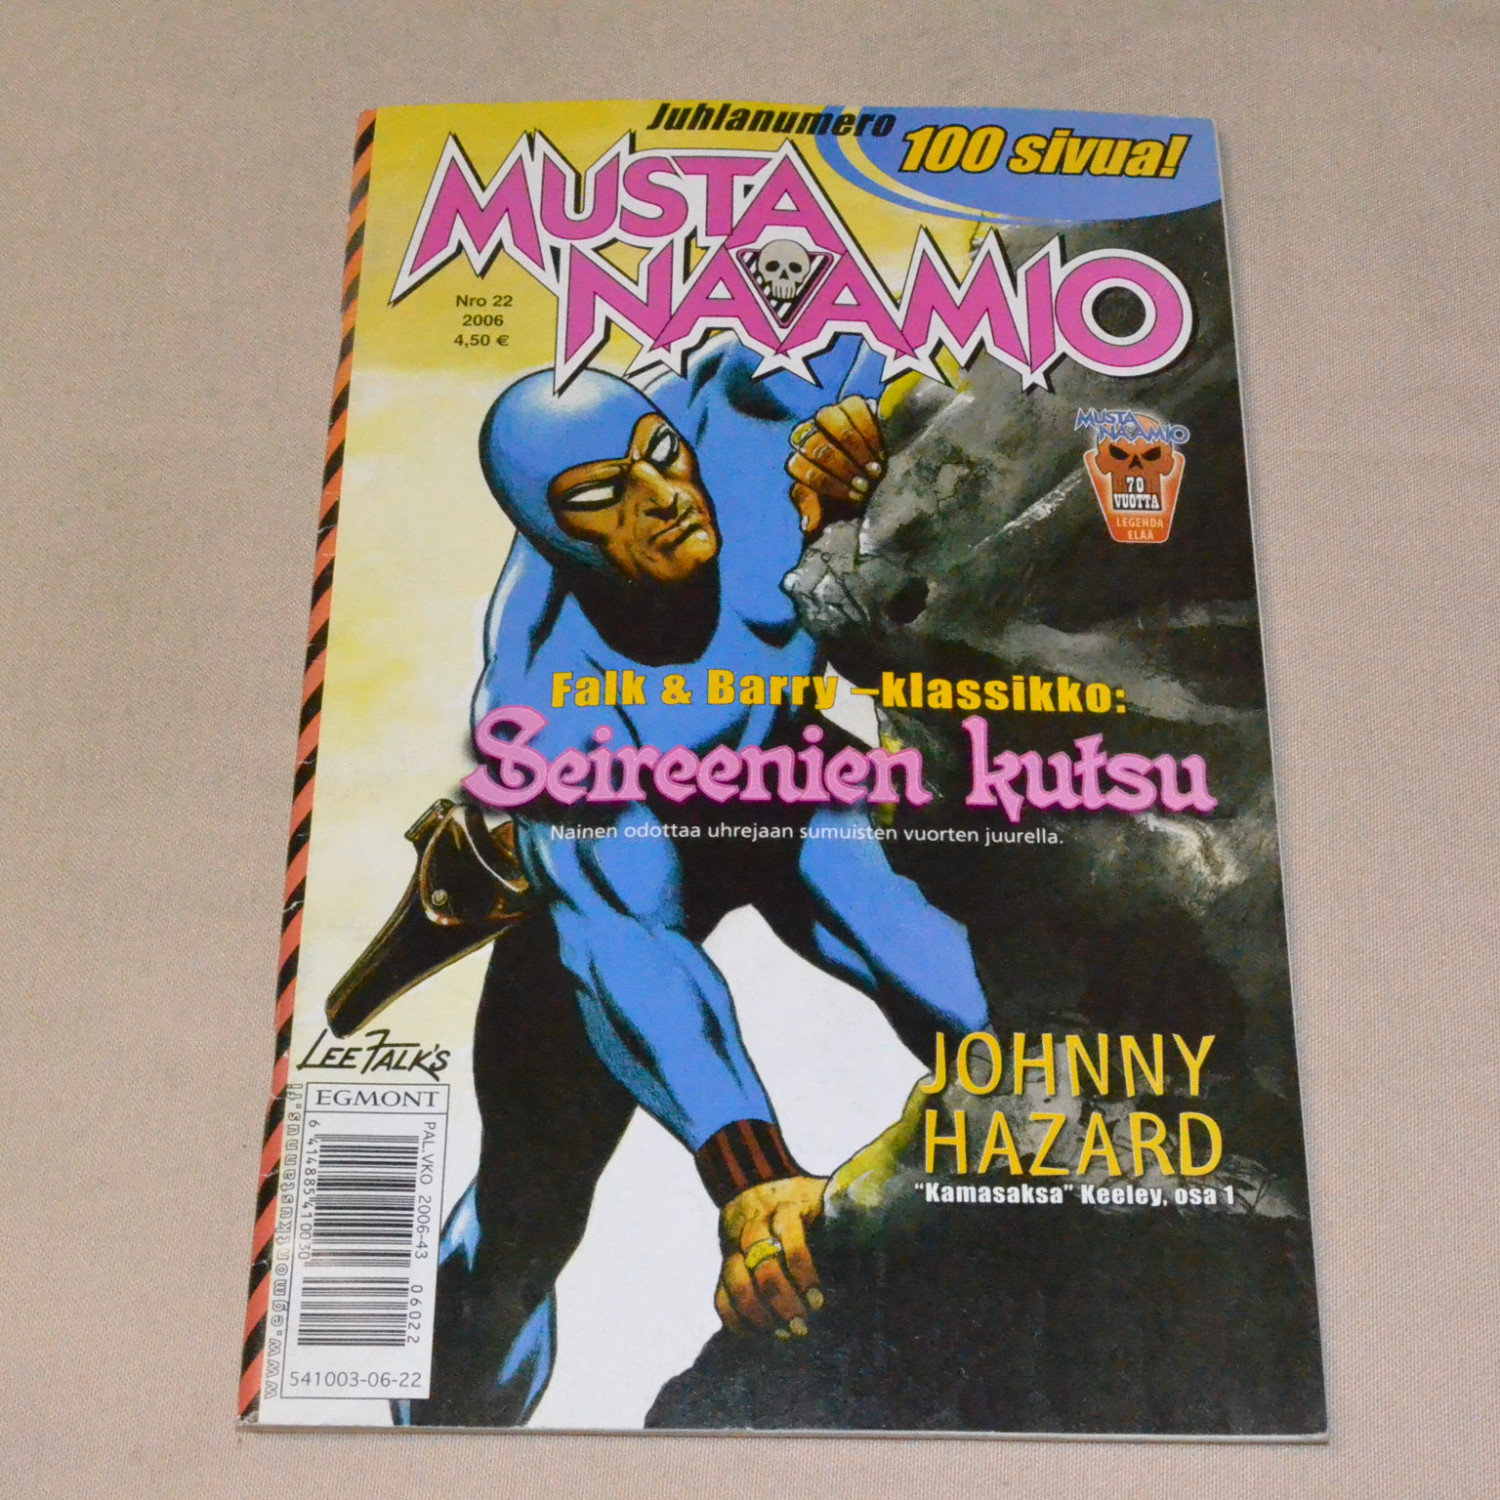 Juhlanumero
100 sivua!
MUSTA
NAAMIO
Nro 22
2006
4,50 €
MUSTA
NAAMIO
70
VUOTTA
LEGENDA
ELÄÄ
Falk & Barry –klassikko:
Seireenien kutsu
Nainen odottaa uhrejaan sumuisten vuorten juurella.
LEE FALK'S
JOHNNY
HAZARD
"Kamasaksa" Keeley, osa 1
EGMONT
PAL.VKO 2006-43
6 414885 410030
06022
541003-06-22
www.egmontkustannus.fi